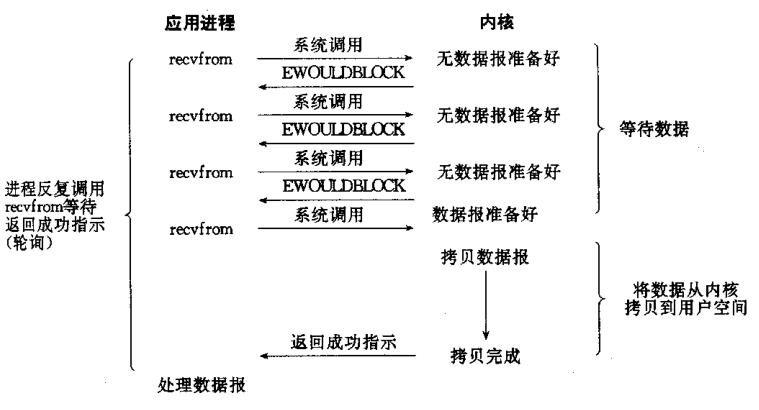 应用进程 内核
recvfrom 系统调用 无数据报准备好
EWOULDBLOCK
recvfrom 系统调用 无数据报准备好
EWOULDBLOCK
recvfrom 系统调用 无数据报准备好
EWOULDBLOCK
recvfrom 系统调用 数据报准备好
等待数据
进程反复调用
recvfrom等待
返回成功指示
(轮询)
拷贝数据报
将数据从内核
拷贝到用户空间
返回成功指示 拷贝完成
处理数据报